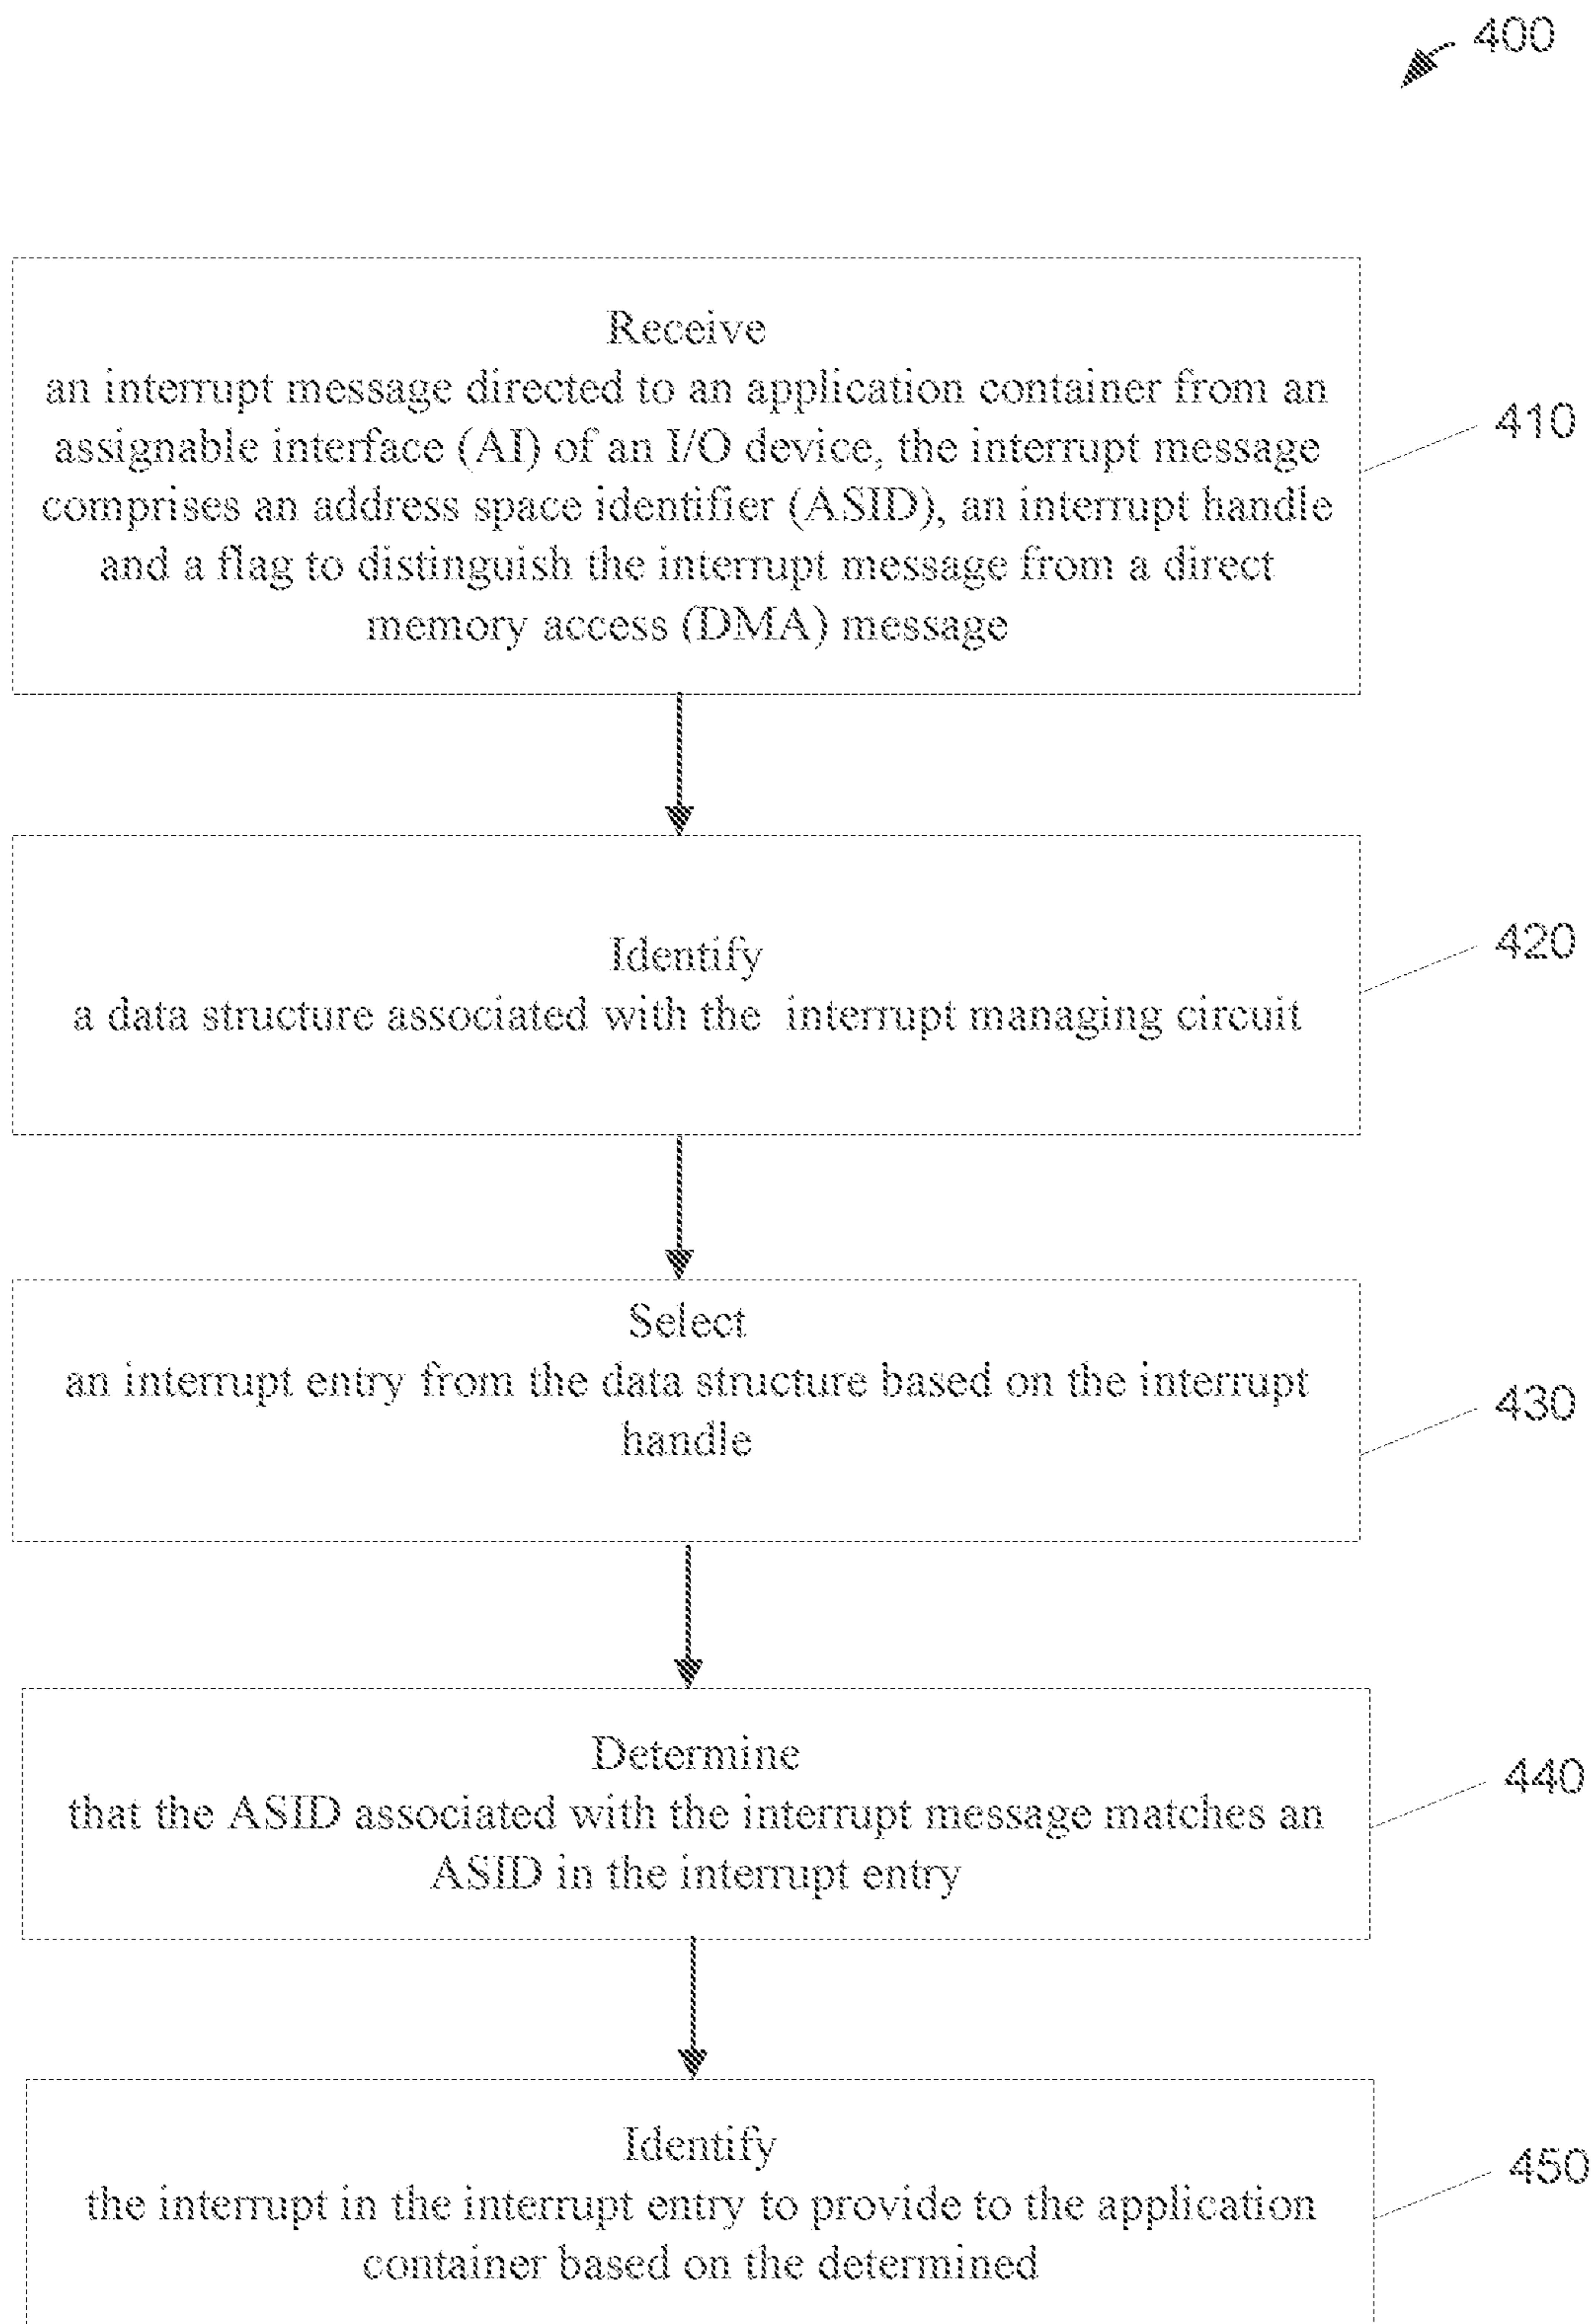 400
Receive
an interrupt message directed to an application container from an
assignable interface (AI) of an I/O device, the interrupt message
comprises an address space identifier (ASID), an interrupt handle
and a flag to distinguish the interrupt message from a direct
memory access (DMA) message
410
Identify
a data structure associated with the interrupt managing circuit
420
Select
an interrupt entry from the data structure based on the interrupt
handle
430
Determine
that the ASID associated with the interrupt message matches an
ASID in the interrupt entry
440
Identify
the interrupt in the interrupt entry to provide to the application
container based on the determined
450